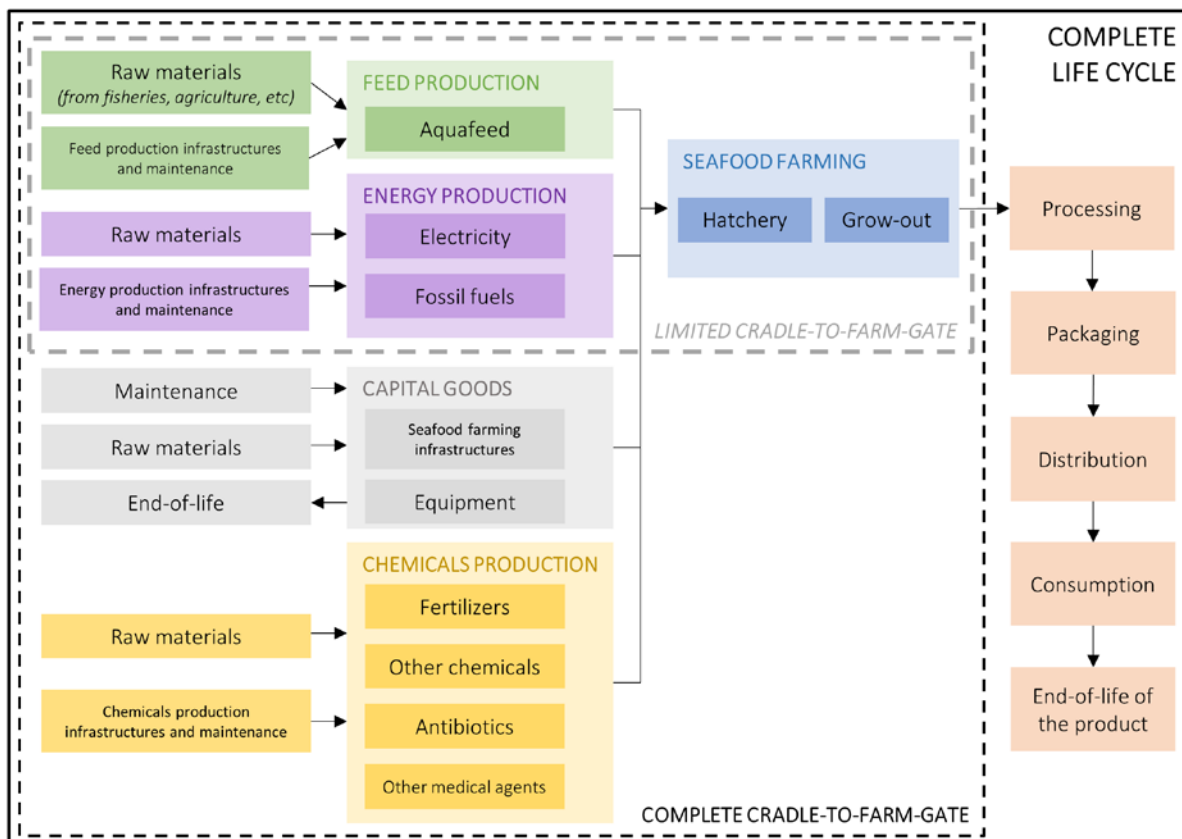 COMPLETE
LIFE CYCLE
Raw materials
(from fisheries, agriculture, etc)
Feed production infrastructures
and maintenance
FEED PRODUCTION
Aquafeed
Raw materials
Energy production infrastructures
and maintenance
ENERGY PRODUCTION
Electricity
Fossil fuels
SEAFOOD FARMING
Hatchery
Grow-out
LIMITED CRADLE-TO-FARM-GATE
Maintenance
Raw materials
End-of-life
CAPITAL GOODS
Seafood farming
infrastructures
Equipment
Raw materials
Chemicals production
infrastructures and maintenance
CHEMICALS PRODUCTION
Fertilizers
Other chemicals
Antibiotics
Other medical agents
COMPLETE CRADLE-TO-FARM-GATE
Processing
Packaging
Distribution
Consumption
End-of-life of
the product